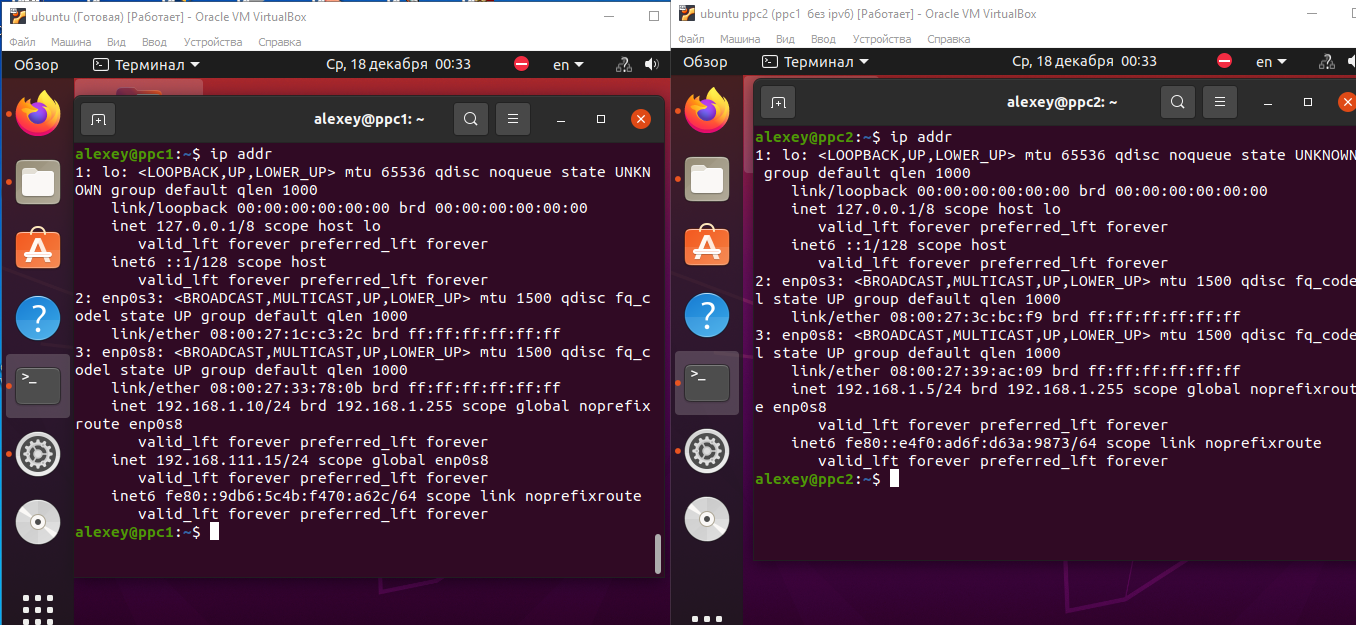 ubuntu (Готовая) [Работает] - Oracle VM VirtualBox
Файл Машина Вид Ввод Устройства Справка
Обзор Терминал Ср, 18 декабря 00:33 en
alexey@ppc1: ~
alexey@ppc1:~$ ip addr
1: lo: <LOOPBACK,UP,LOWER_UP> mtu 65536 qdisc noqueue state UNKN
OWN group default qlen 1000
link/loopback 00:00:00:00:00:00 brd 00:00:00:00:00:00
inet 127.0.0.1/8 scope host lo
valid_lft forever preferred_lft forever
inet6 ::1/128 scope host
valid_lft forever preferred_lft forever
2: enp0s3: <BROADCAST,MULTICAST,UP,LOWER_UP> mtu 1500 qdisc fq_c
odel state UP group default qlen 1000
link/ether 08:00:27:1c:c3:2c brd ff:ff:ff:ff:ff:ff
3: enp0s8: <BROADCAST,MULTICAST,UP,LOWER_UP> mtu 1500 qdisc fq_c
odel state UP group default qlen 1000
link/ether 08:00:27:33:78:0b brd ff:ff:ff:ff:ff:ff
inet 192.168.1.10/24 brd 192.168.1.255 scope global noprefix
route enp0s8
valid_lft forever preferred_lft forever
inet 192.168.111.15/24 scope global enp0s8
valid_lft forever preferred_lft forever
inet6 fe80::9db6:5c4b:f470:a62c/64 scope link noprefixroute
valid_lft forever preferred_lft forever
alexey@ppc1:~$
ubuntu ppc2 (ppc1 без ipv6) [Работает] - Oracle VM VirtualBox
Файл Машина Вид Ввод Устройства Справка
Обзор Терминал Ср, 18 декабря 00:33 en
alexey@ppc2: ~
alexey@ppc2:~$ ip addr
1: lo: <LOOPBACK,UP,LOWER_UP> mtu 65536 qdisc noqueue state UNKNOWN
group default qlen 1000
link/loopback 00:00:00:00:00:00 brd 00:00:00:00:00:00
inet 127.0.0.1/8 scope host lo
valid_lft forever preferred_lft forever
inet6 ::1/128 scope host
valid_lft forever preferred_lft forever
2: enp0s3: <BROADCAST,MULTICAST,UP,LOWER_UP> mtu 1500 qdisc fq_code
l state UP group default qlen 1000
link/ether 08:00:27:3c:bc:f9 brd ff:ff:ff:ff:ff:ff
3: enp0s8: <BROADCAST,MULTICAST,UP,LOWER_UP> mtu 1500 qdisc fq_code
l state UP group default qlen 1000
link/ether 08:00:27:39:ac:09 brd ff:ff:ff:ff:ff:ff
inet 192.168.1.5/24 brd 192.168.1.255 scope global noprefixrout
e enp0s8
valid_lft forever preferred_lft forever
inet6 fe80::e4f0:ad6f:d63a:9873/64 scope link noprefixroute
valid_lft forever preferred_lft forever
alexey@ppc2:~$